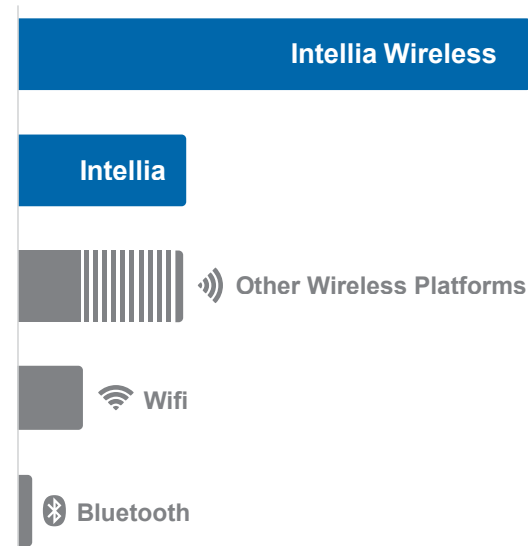 Intellia Wireless
Intellia
Other Wireless Platforms
Wifi
Bluetooth